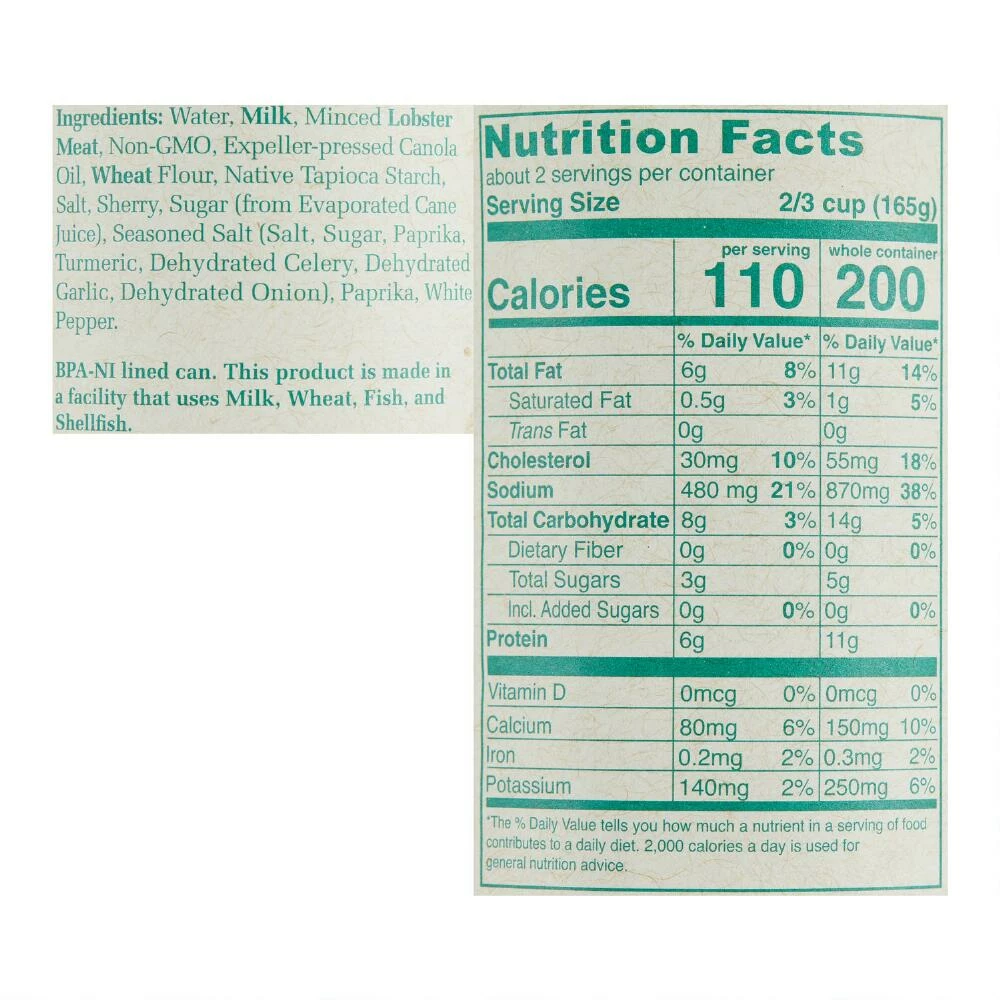 Ingredients: Water, Milk, Minced Lobster
Meat, Non-GMO, Expeller-pressed Canola
Oil, Wheat Flour, Native Tapioca Starch,
Salt, Sherry, Sugar (from Evaporated Cane
Juice), Seasoned Salt (Salt, Sugar, Paprika,
Turmeric, Dehydrated Celery, Dehydrated
Garlic, Dehydrated Onion), Paprika, White
Pepper.
BPA-NI lined can. This product is made in
a facility that uses Milk, Wheat, Fish, and
Shellfish.
Nutrition Facts
about 2 servings per container
Serving Size 2/3 cup (165g)
per serving whole container
Calories 110 200
% Daily Value* % Daily Value*
Total Fat 6g 8% 11g 14%
Saturated Fat 0.5g 3% 1g 5%
Trans Fat 0g 0g
Cholesterol 30mg 10% 55mg 18%
Sodium 480 mg 21% 870mg 38%
Total Carbohydrate 8g 3% 14g 5%
Dietary Fiber 0g 0% 0g 0%
Total Sugars 3g 5g
Incl. Added Sugars 0g 0% 0g 0%
Protein 6g 11g
Vitamin D 0mcg 0% 0mcg 0%
Calcium 80mg 6% 150mg 10%
Iron 0.2mg 2% 0.3mg 2%
Potassium 140mg 2% 250mg 6%
*The % Daily Value tells you how much a nutrient in a serving of food
contributes to a daily diet. 2,000 calories a day is used for
general nutrition advice.